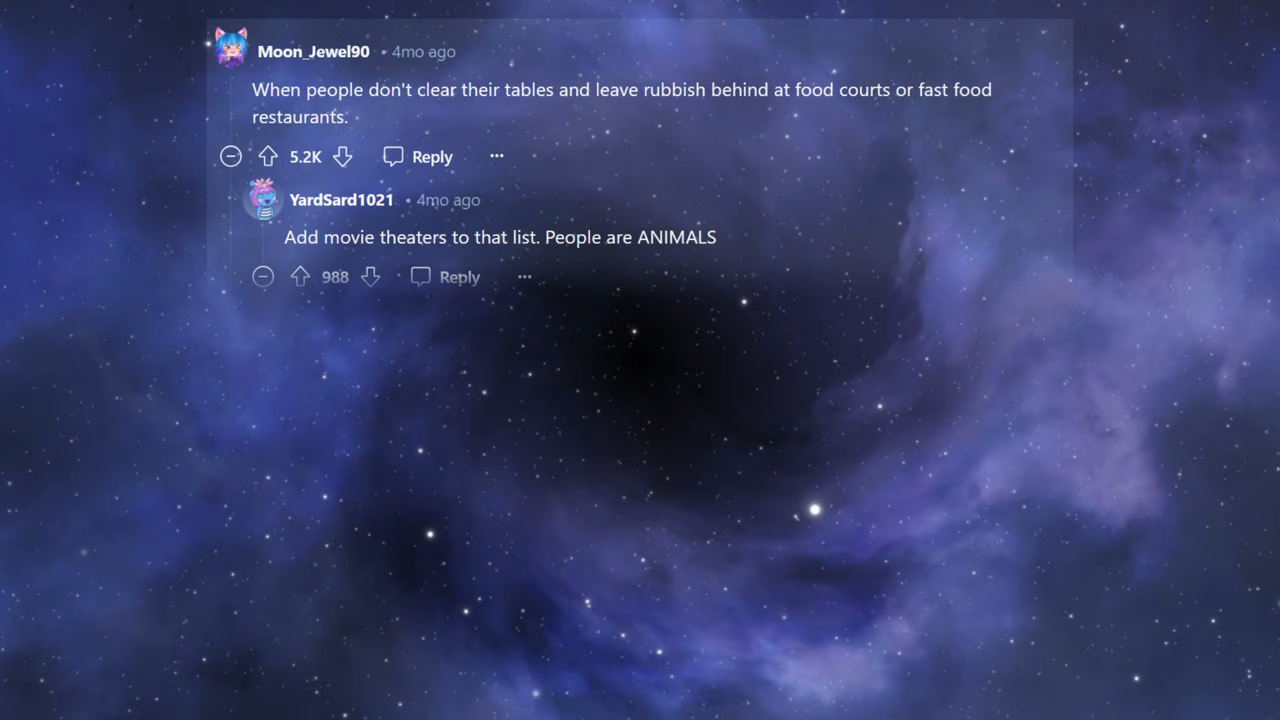 Moon_Jewel90 • 4mo ago
When people don't clear their tables and leave rubbish behind at food courts or fast food
restaurants.
5.2K Reply ...
YardSard1021 • 4mo ago
Add movie theaters to that list. People are ANIMALS
988 Reply ...